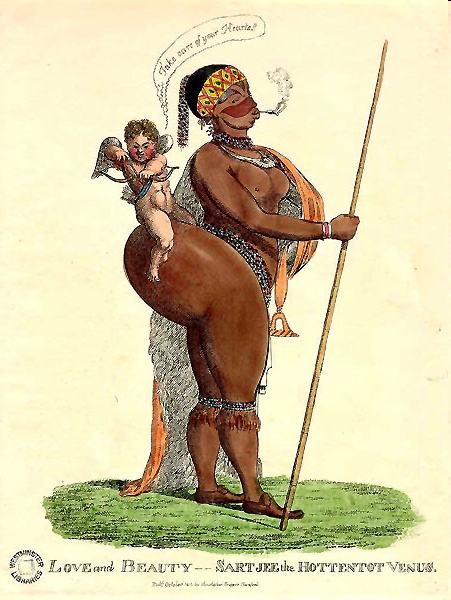 Take care of your Hearts!!
LOVE and BEAUTY -- SARTJEE the HOTTENTOT VENUS.
WESTMINSTER
LIBRARIES